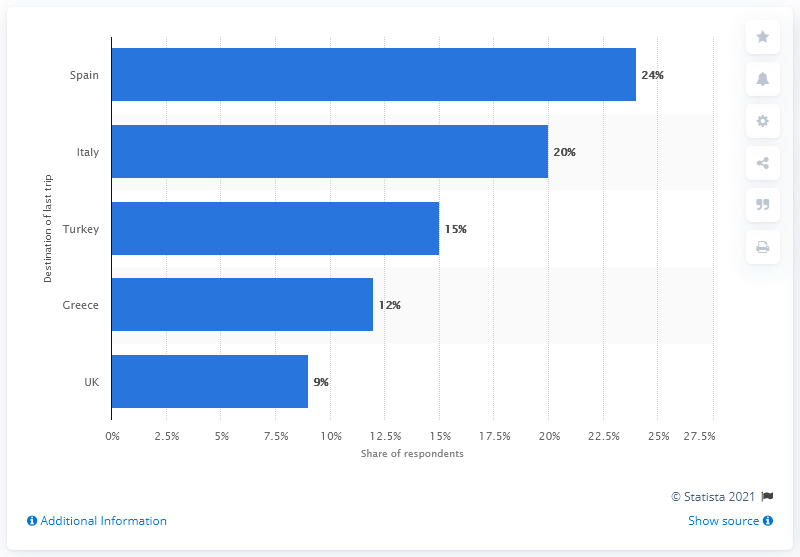 Spain
24%
Italy
20%
Turkey
15%
Greece
12%
UK
9%
Destination of last trip
0% 2.5% 5% 7.5% 10% 12.5% 15% 17.5% 20% 22.5% 25% 27.5%
Share of respondents
© Statista 2021
Additional Information
Show source